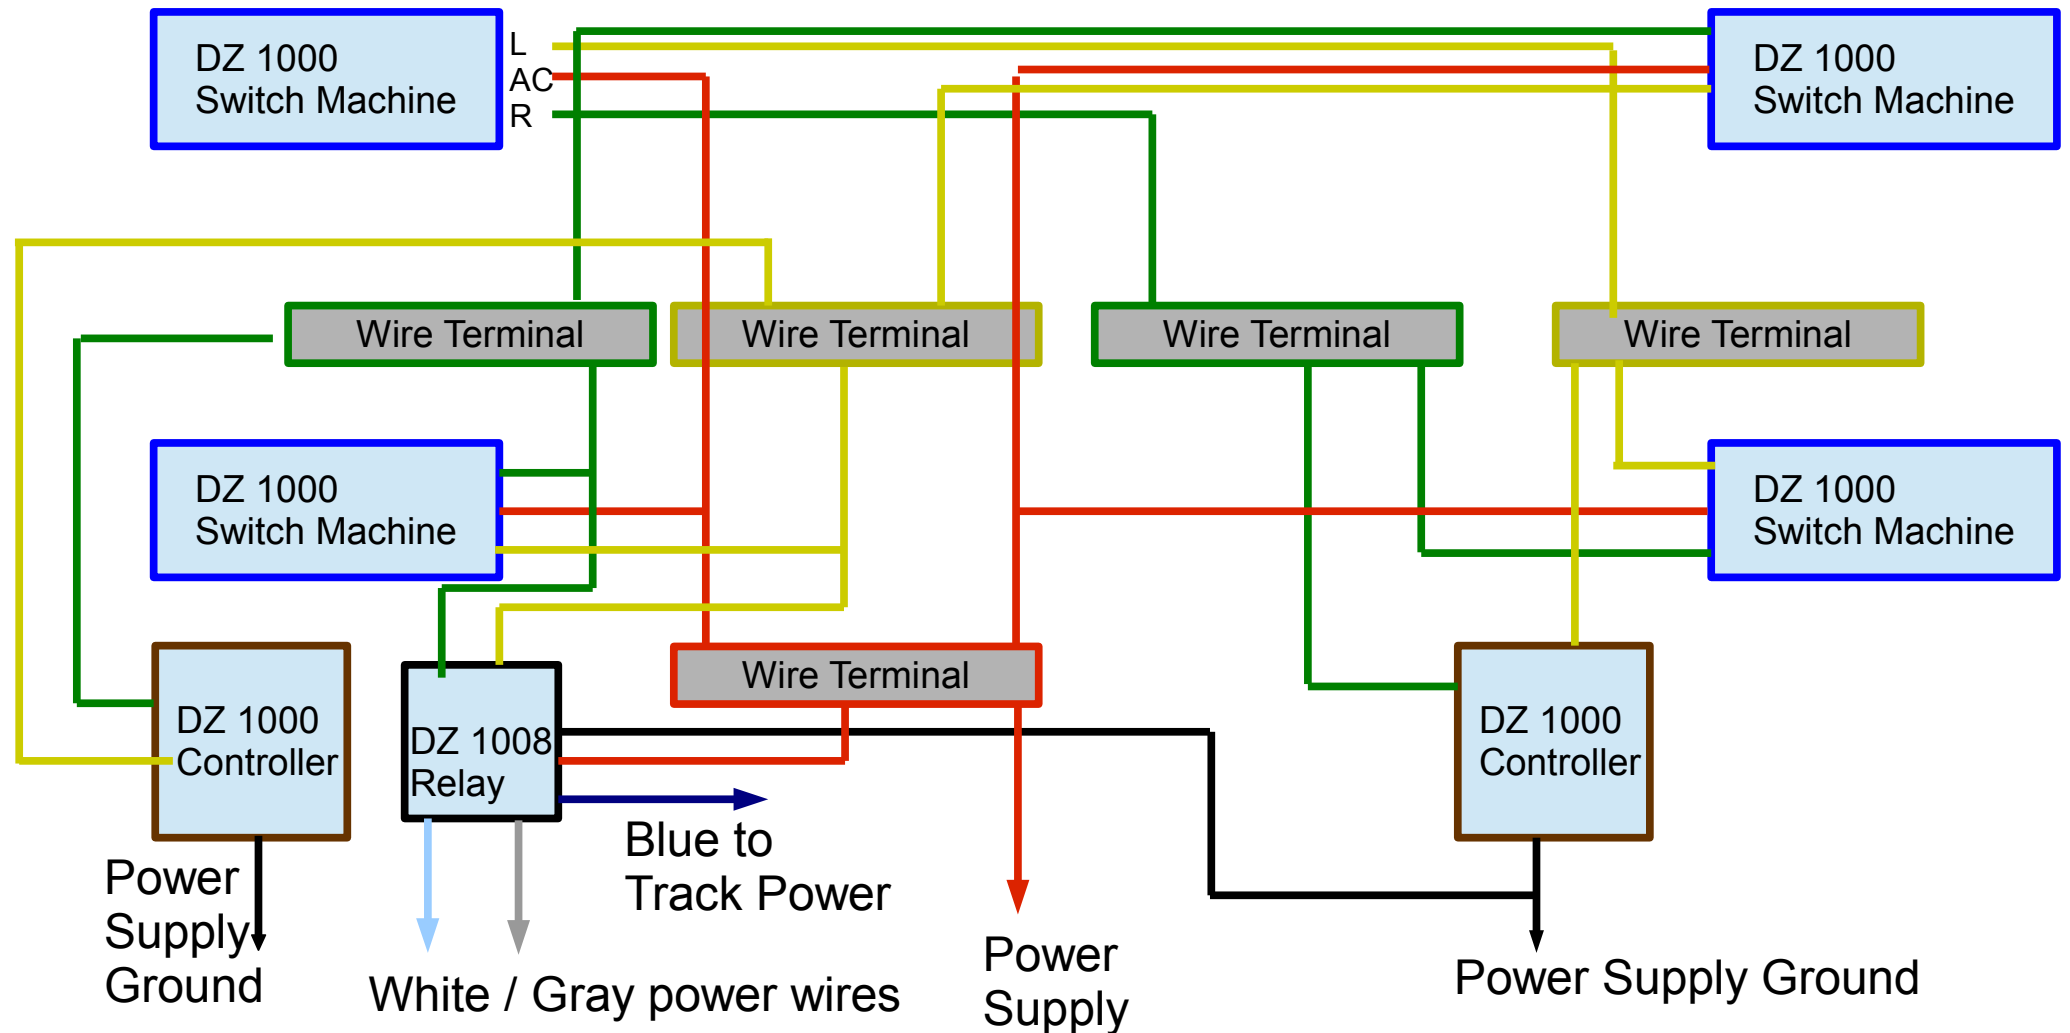 DZ 1000
Switch Machine
L
AC
R
DZ 1000
Switch Machine
Wire Terminal
Wire Terminal
Wire Terminal
Wire Terminal
DZ 1000
Switch Machine
DZ 1000
Switch Machine
DZ 1000
Controller
DZ 1008
Relay
Wire Terminal
DZ 1000
Controller
Blue to
Track Power
Power
Supply
Ground
White / Gray power wires
Power
Supply
Power Supply Ground